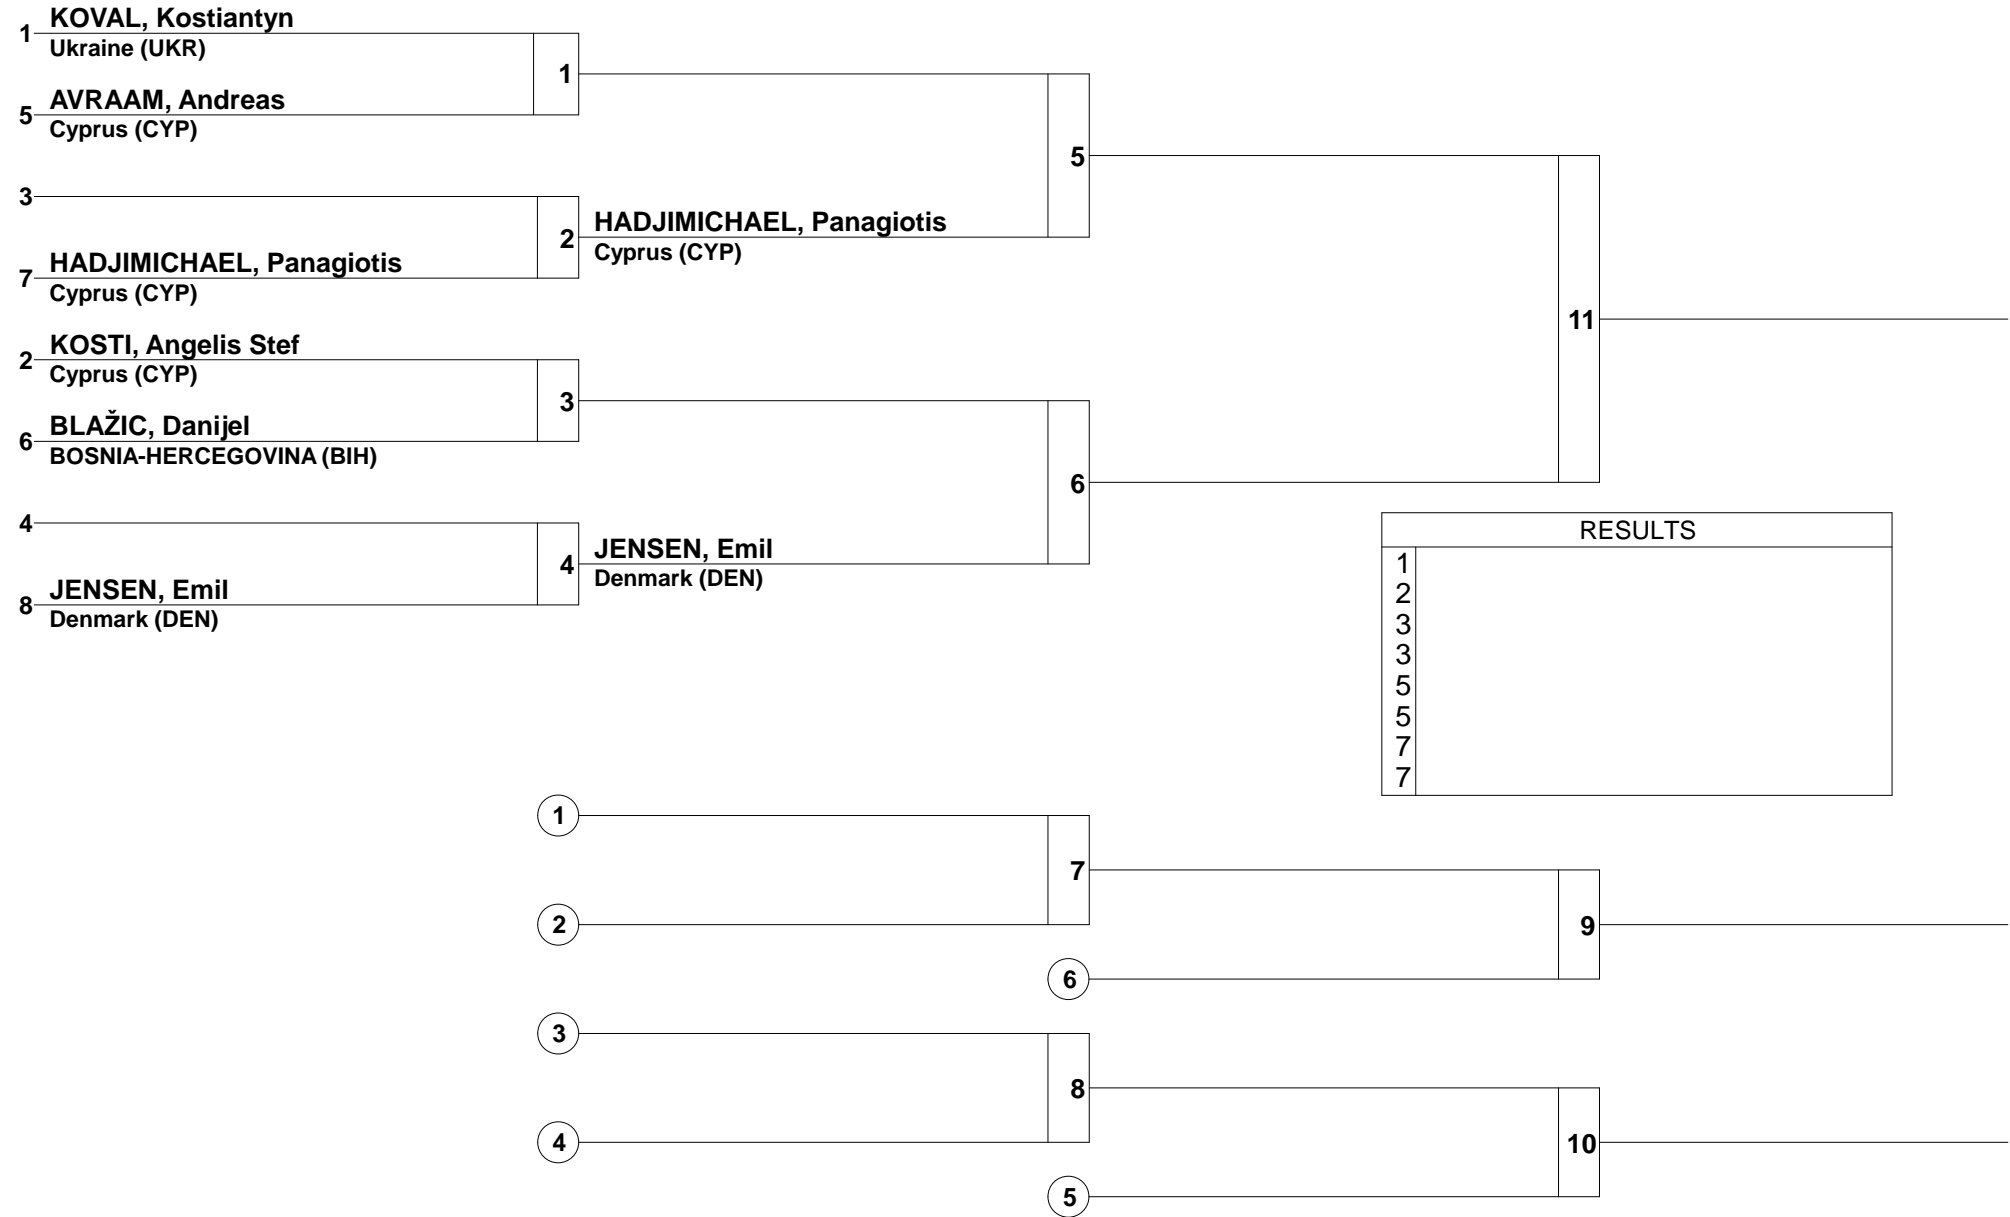 KOVAL, Kostiantyn
1
Ukraine (UKR)
1
AVRAAM, Andreas
5
Cyprus (CYP)
5
3
HADJIMICHAEL, Panagiotis
2
Cyprus (CYP)
HADJIMICHAEL, Panagiotis
7
Cyprus (CYP)
11
KOSTI, Angelis Stef
2
Cyprus (CYP)
3
BLAŽIC, Danijel
6
BOSNIA-HERCEGOVINA (BIH)
6
4
JENSEN, Emil
4
Denmark (DEN)
JENSEN, Emil
8
Denmark (DEN)
RESULTS
1
2
3
3
5
5
7
7
1
7
2
9
6
3
8
4
10
5